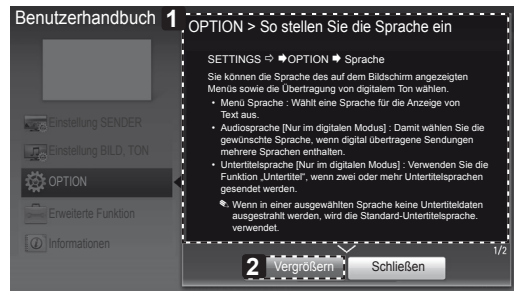 Benutzerhandbuch
1
OPTION > So stellen Sie die Sprache ein
SETTINGS ⇨ ➡OPTION ➡ Sprache
Sie können die Sprache des auf dem Bildschirm angezeigten
Menüs sowie die Übertragung von digitalem Ton wählen.
• Menü Sprache : Wählt eine Sprache für die Anzeige von
Text aus.
• Audiosprache [Nur im digitalen Modus] : Damit wählen Sie die
gewünschte Sprache, wenn digital übertragene Sendungen
mehrere Sprachen enthalten.
• Untertitelsprache [Nur im digitalen Modus] : Verwenden Sie die
Funktion „Untertitel", wenn zwei oder mehr Untertitelsprachen
gesendet werden.
✎ Wenn in einer ausgewählten Sprache keine Untertiteldaten
ausgestrahlt werden, wird die Standard-Untertitelsprache.
verwendet.
Einstellung SENDER
Einstellung BILD, TON
OPTION
Erweiterte Funktion
Informationen
1/2
2
Vergrößern
Schließen